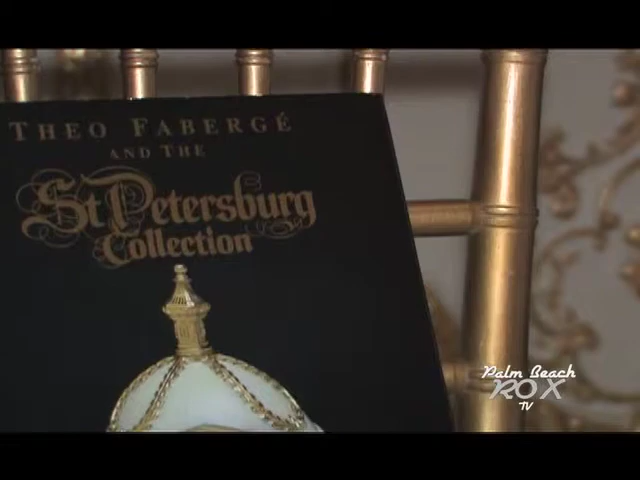 THEO FABERGÉ
AND THE
St Petersburg
Collection
Palm Beach
ROX
TV